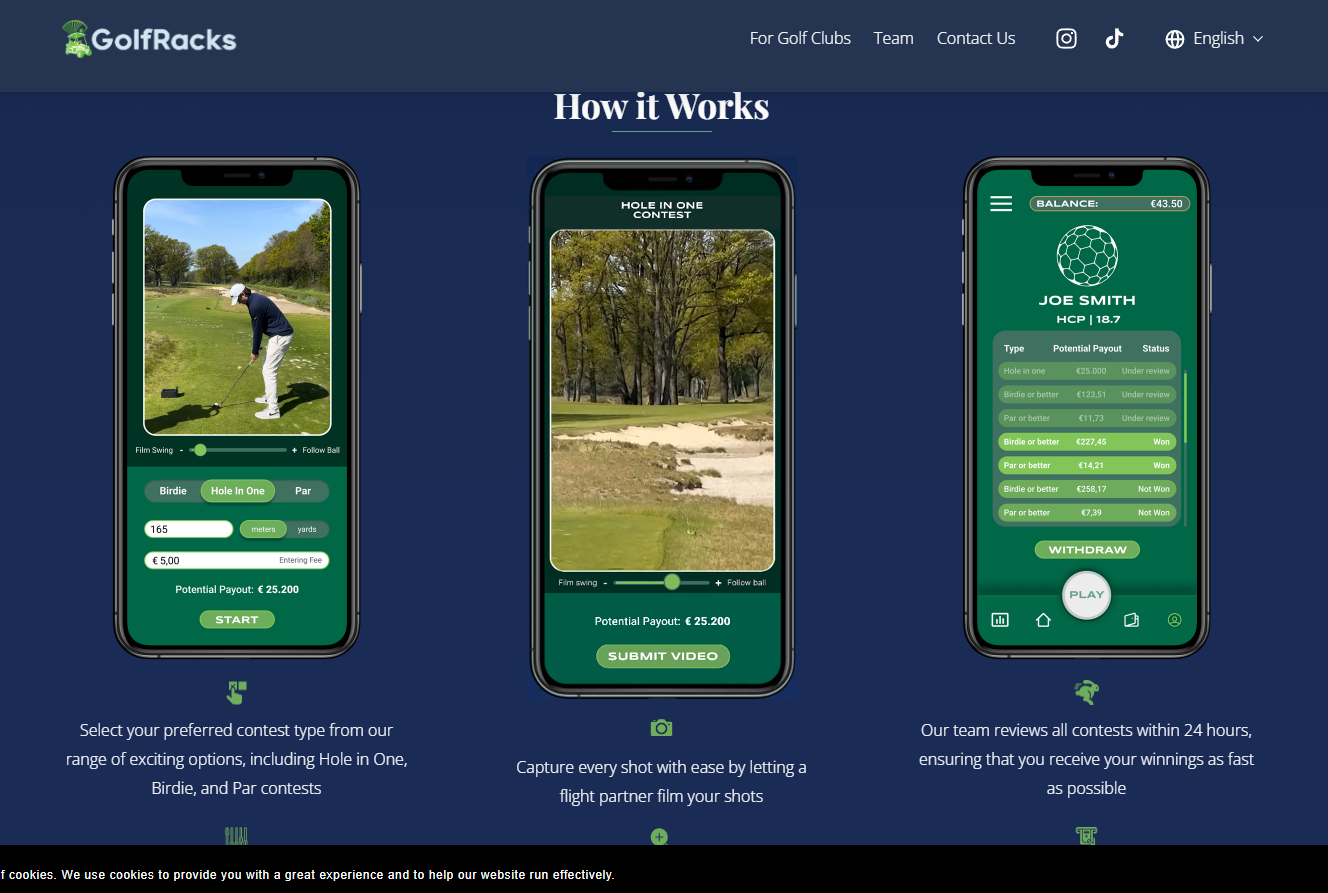 GolfRacks
For Golf Clubs
Team
Contact Us
English
How it Works
Film Swing - + Follow Ball
Birdie
Hole In One
Par
165
meters
yards
€ 5,00
Entering Fee
Potential Payout: € 25.200
START
Select your preferred contest type from our
range of exciting options, including Hole in One,
Birdie, and Par contests
HOLE IN ONE
CONTEST
Film swing - + Follow ball
Potential Payout: € 25.200
SUBMIT VIDEO
Capture every shot with ease by letting a
flight partner film your shots
BALANCE: €43.50
JOE SMITH
HCP | 18.7
Type Potential Payout Status
Hole in one €25.000 Under review
Birdie or better €123,51 Under review
Par or better €11,73 Under review
Birdie or better €227,45 Won
Par or better €14,21 Won
Birdie or better €258,17 Not Won
Par or better €7,39 Not Won
WITHDRAW
PLAY
Our team reviews all contests within 24 hours,
ensuring that you receive your winnings as fast
as possible
f cookies. We use cookies to provide you with a great experience and to help our website run effectively.